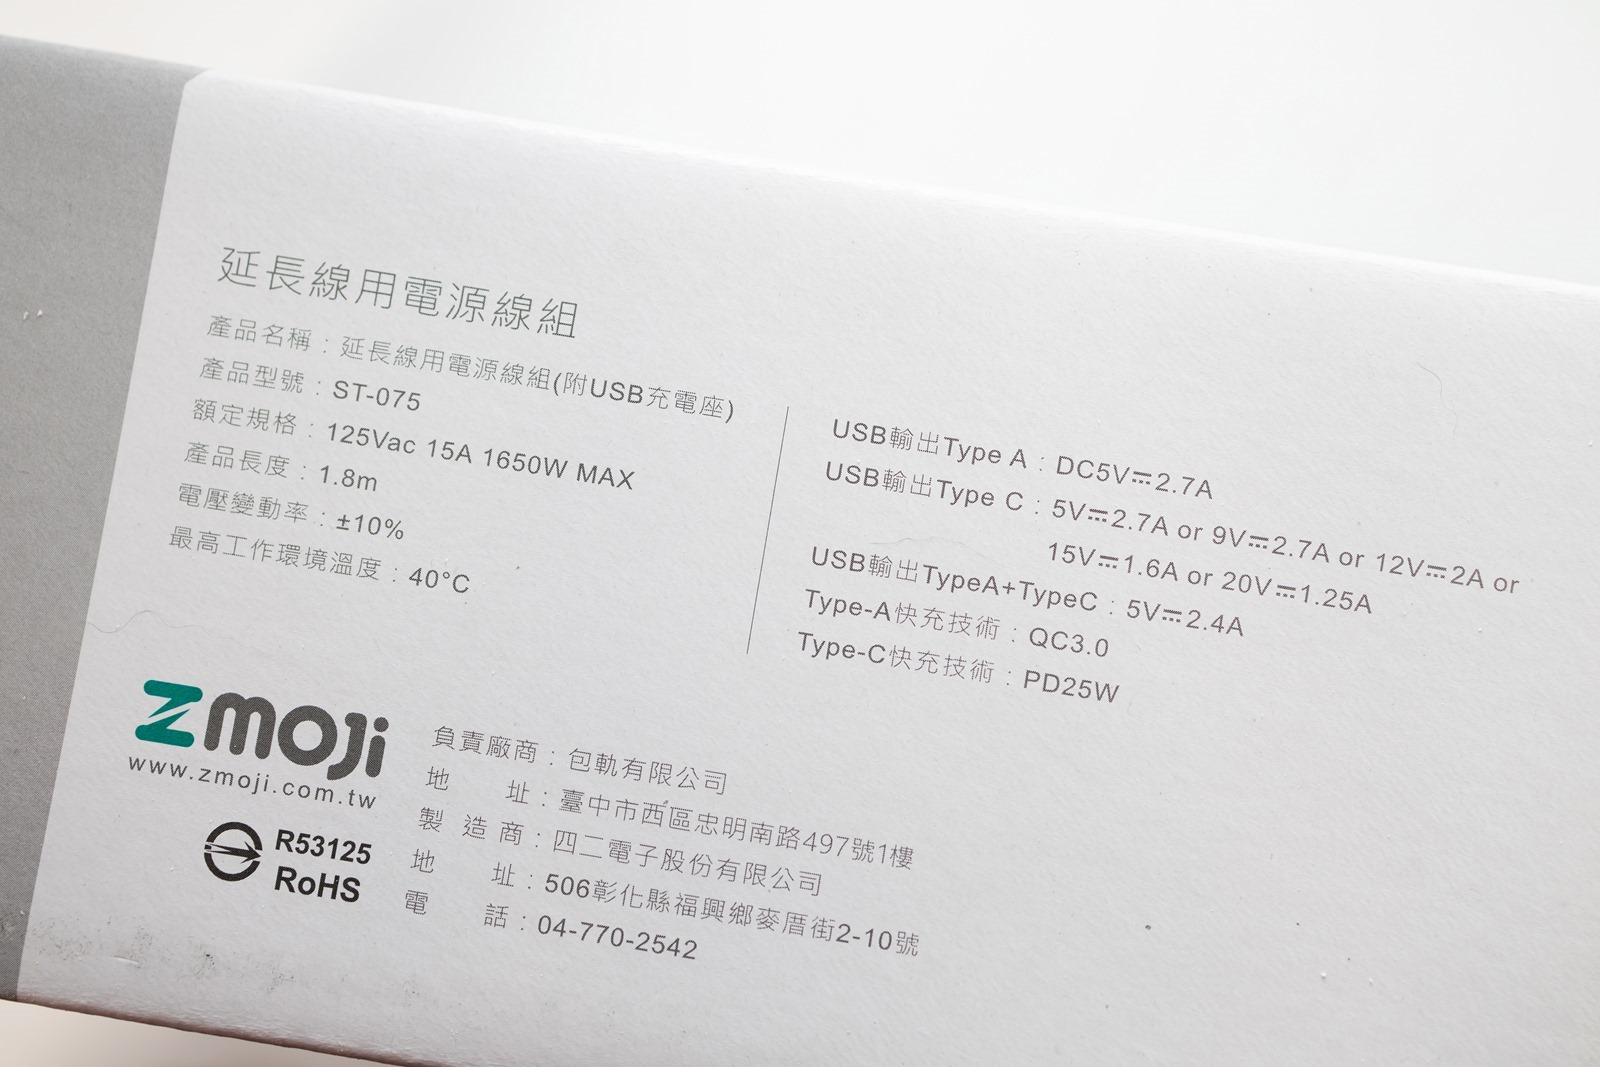 延長線用電源線組
產品名稱：延長線用電源線組(附USB充電座)
產品型號：ST-075
額定規格：125Vac 15A 1650W MAX
產品長度：1.8m
電壓變動率：±10%
最高工作環境溫度：40°C
USB輸出Type A：DC5V⎓2.7A
USB輸出Type C：5V⎓2.7A or 9V⎓2.7A or 12V⎓2A or
15V⎓1.6A or 20V⎓1.25A
USB輸出TypeA+TypeC：5V⎓2.4A
Type-A快充技術：QC3.0
Type-C快充技術：PD25W
zmoji
www.zmoji.com.tw
R53125
RoHS
負責廠商：包軌有限公司
地　　址：臺中市西區忠明南路497號1樓
製 造 商：四二電子股份有限公司
地　　址：506彰化縣福興鄉麥厝街2-10號
電　　話：04-770-2542